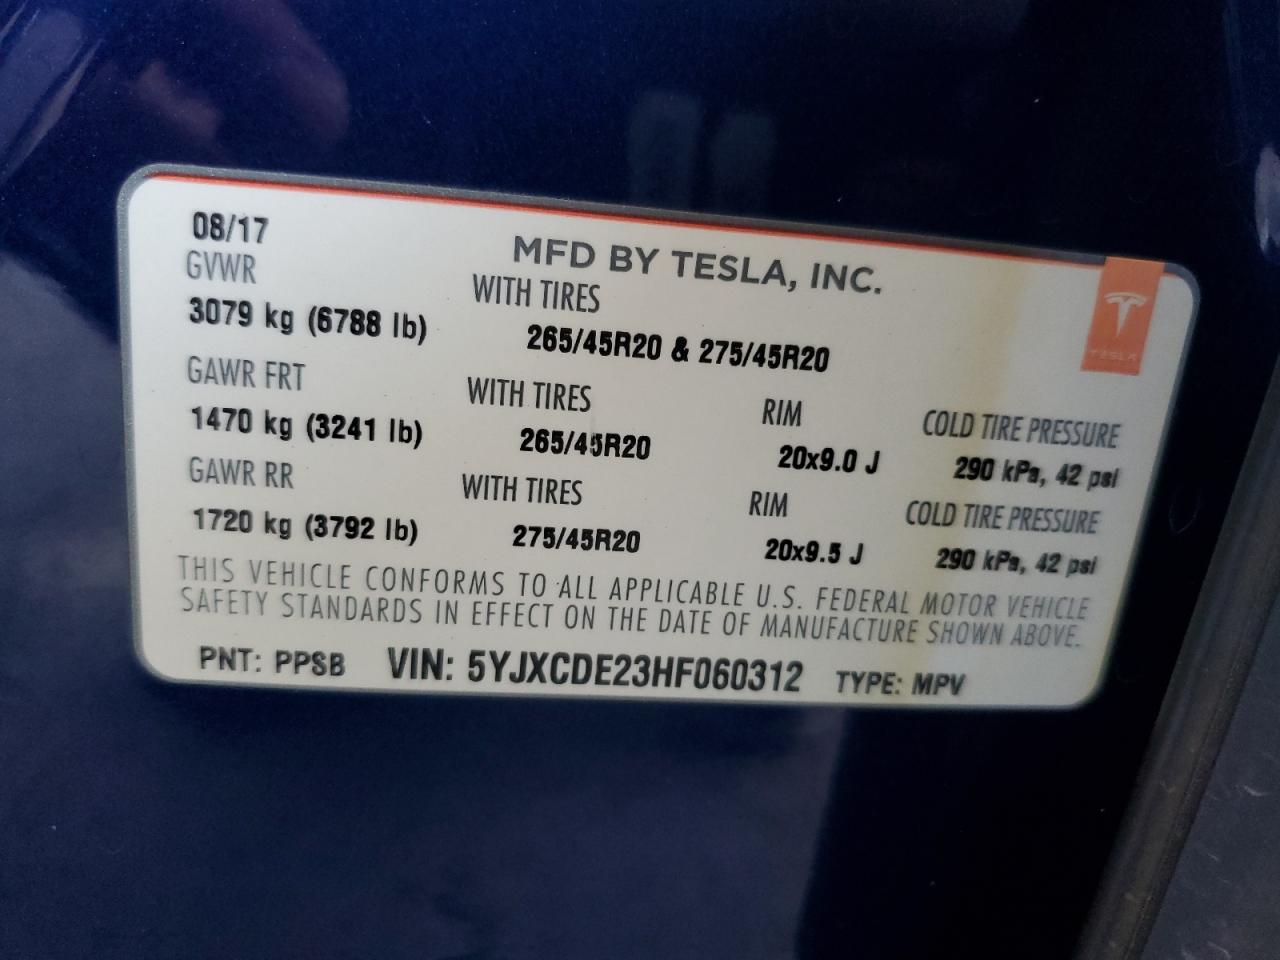 08/17
MFD BY TESLA, INC.
GVWR
WITH TIRES
3079 kg (6788 lb)
265/45R20 & 275/45R20
TESLA
GAWR FRT
WITH TIRES
RIM
COLD TIRE PRESSURE
1470 kg (3241 lb)
265/45R20
20x9.0 J
290 kPa, 42 psi
GAWR RR
WITH TIRES
RIM
COLD TIRE PRESSURE
1720 kg (3792 lb)
275/45R20
20x9.5 J
290 kPa, 42 psi
THIS VEHICLE CONFORMS TO ALL APPLICABLE U.S. FEDERAL MOTOR VEHICLE
SAFETY STANDARDS IN EFFECT ON THE DATE OF MANUFACTURE SHOWN ABOVE.
PNT: PPSB VIN: 5YJXCDE23HF060312 TYPE: MPV